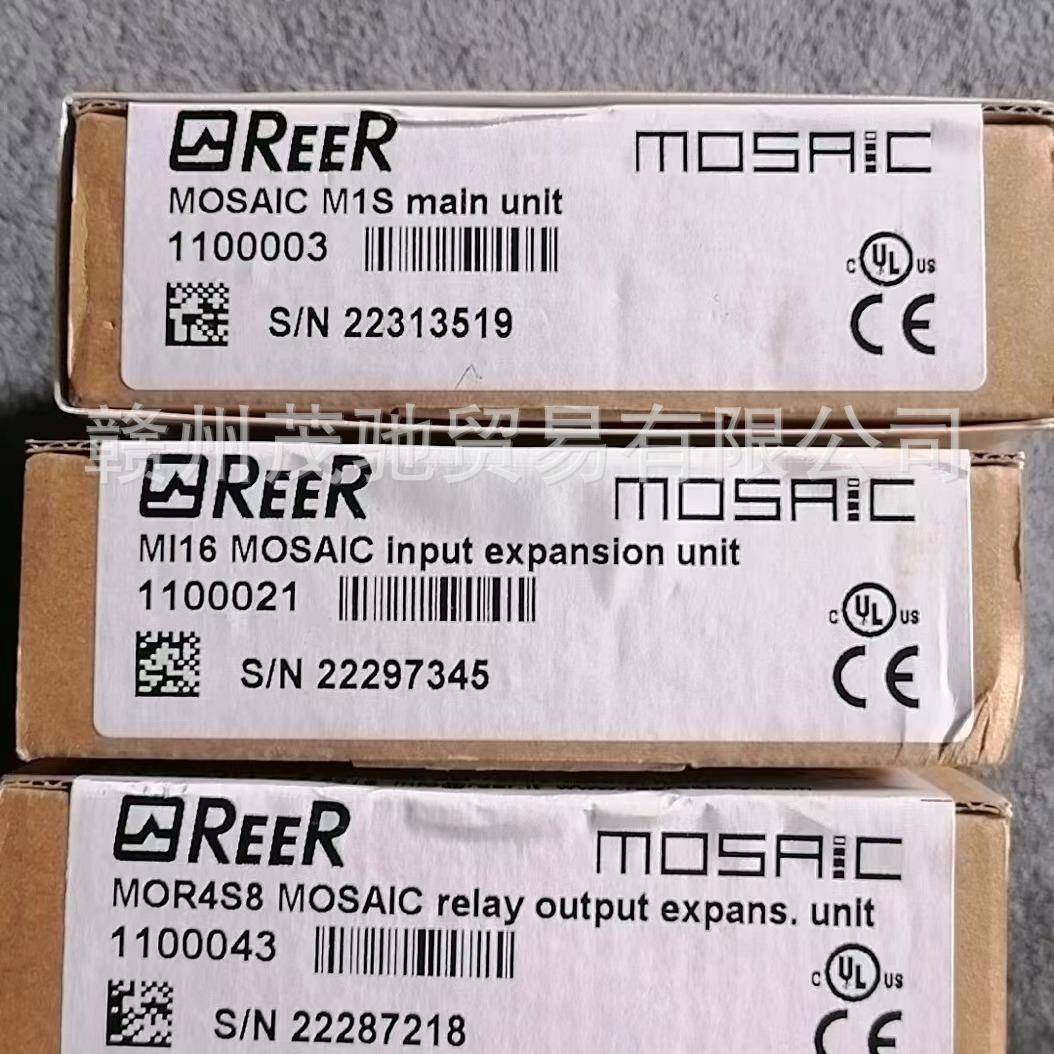 REER MOSAIC
MOSAIC M1S main unit
1100003
C UL US
S/N 22313519
CE
赣州茂驰贸易有限公司
REER MOSAIC
MI16 MOSAIC input expansion unit
1100021
C UL US
S/N 22297345
CE
REER MOSAIC
MOR4S8 MOSAIC relay output expans. unit
1100043
C UL US
S/N 22287218
CE